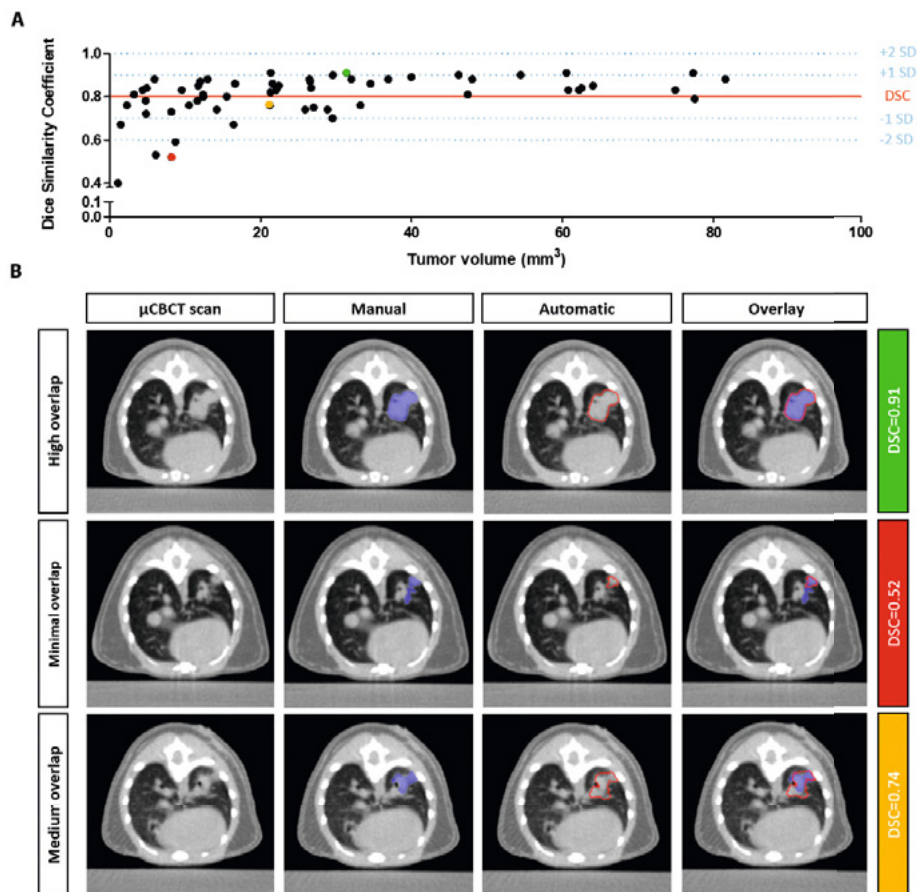 A
Dice Similarity Coefficient
1.0
0.8
0.6
0.4
0.1
0.0
+2 SD
+1 SD
DSC
-1 SD
-2 SD
0
20
40
60
80
100
Tumor volume (mm³)
B
µCBCT scan
Manual
Automatic
Overlay
High overlap
DSC=0.91
Minimal overlap
DSC=0.52
Medium overlap
DSC=0.74